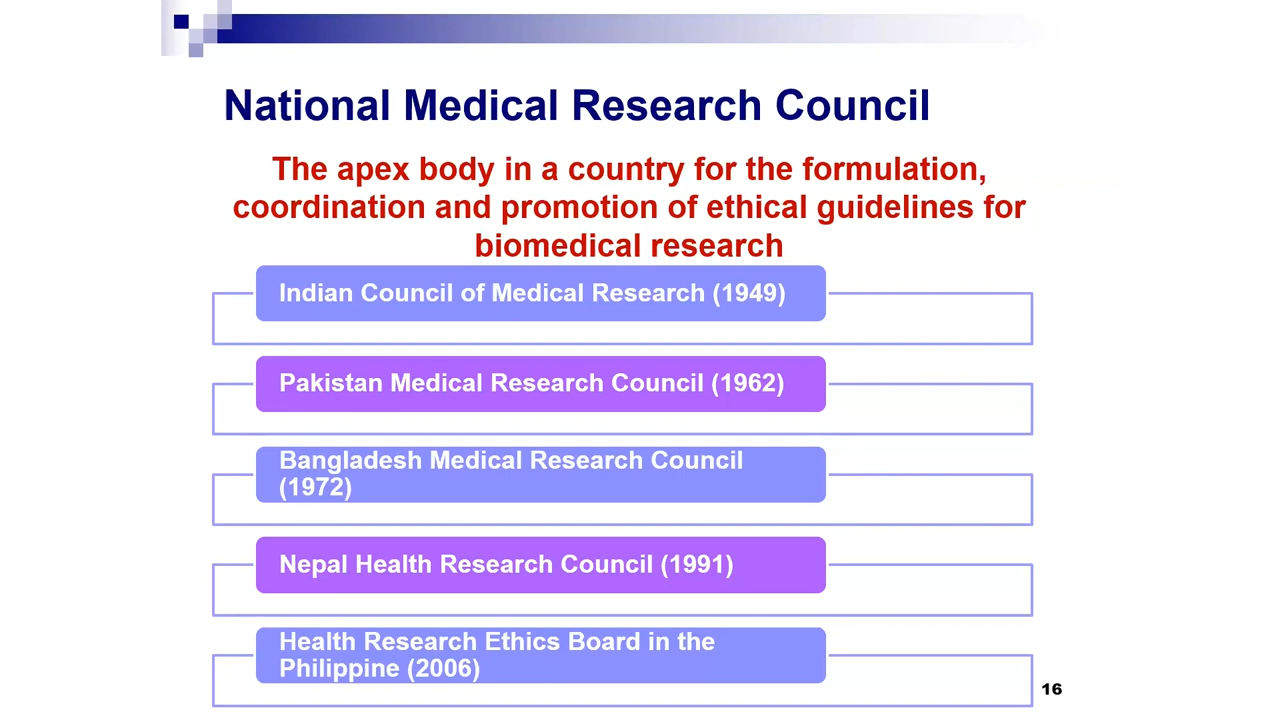 National Medical Research Council
The apex body in a country for the formulation,
coordination and promotion of ethical guidelines for
biomedical research
Indian Council of Medical Research (1949)
Pakistan Medical Research Council (1962)
Bangladesh Medical Research Council
(1972)
Nepal Health Research Council (1991)
Health Research Ethics Board in the
Philippine (2006)
16